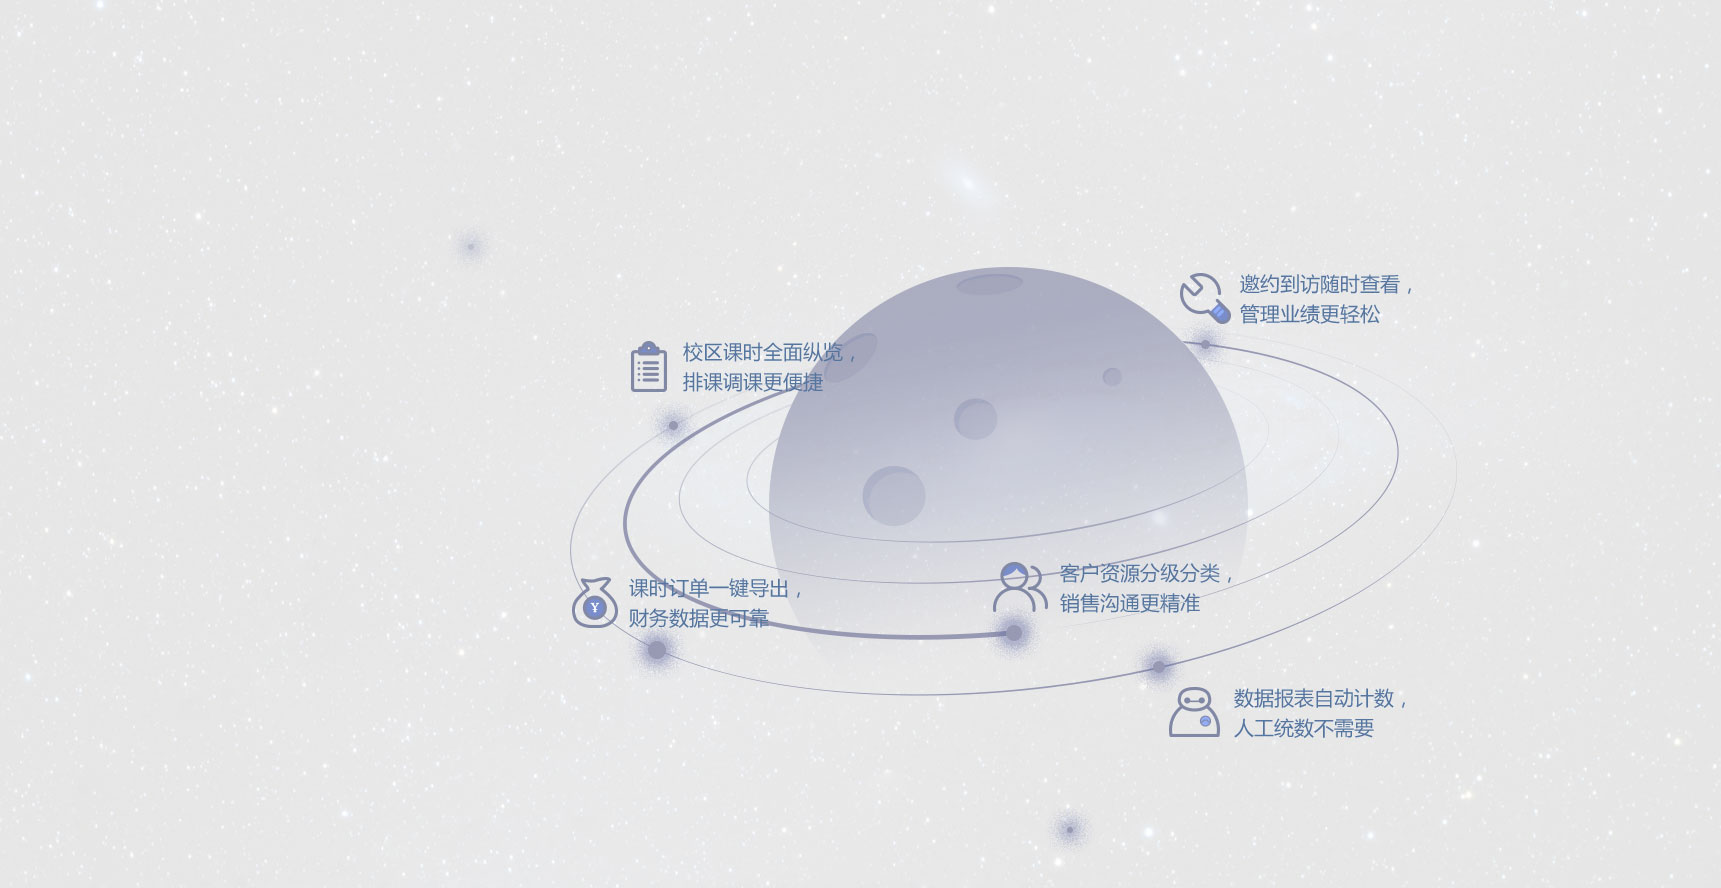 邀约到访随时查看，
管理业绩更轻松
校区课时全面纵览，
排课调课更便捷
客户资源分级分类，
销售沟通更精准
课时订单一键导出，
财务数据更可靠
¥
数据报表自动计数，
人工统数不需要